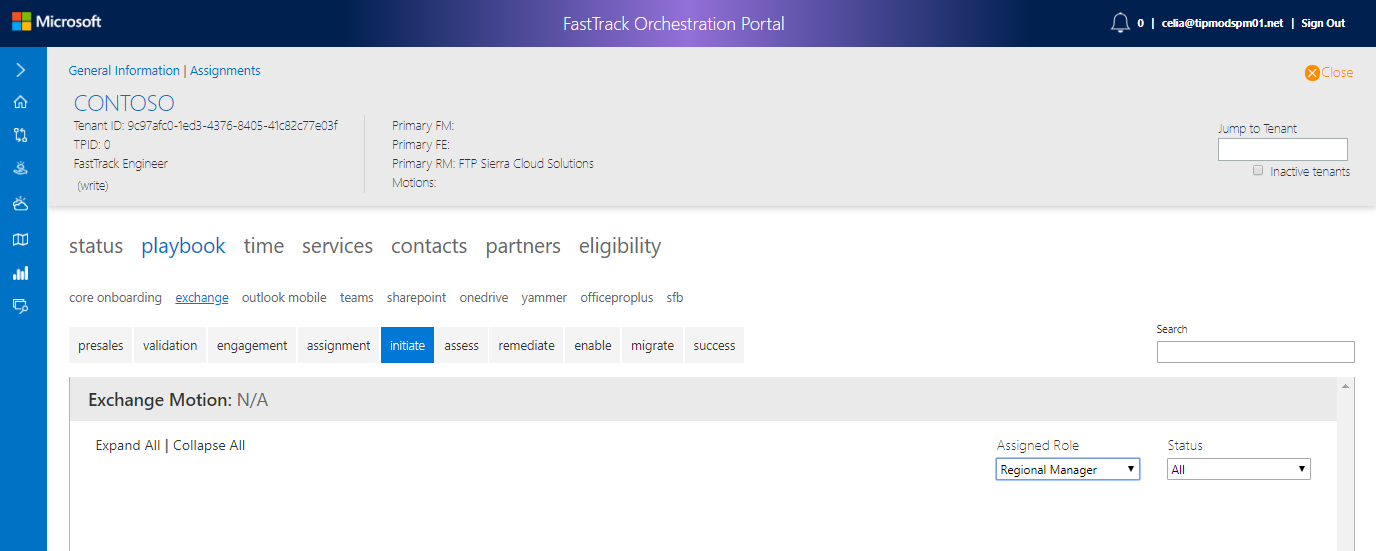 Microsoft
FastTrack Orchestration Portal
0 | celia@tipmodspm01.net | Sign Out
General Information | Assignments
Close
CONTOSO
Tenant ID: 9c97afc0-1ed3-4376-8405-41c82c77e03f
TPID: 0
FastTrack Engineer
(write)
Primary FM:
Primary FE:
Primary RM: FTP Sierra Cloud Solutions
Motions:
Jump to Tenant
Inactive tenants
status playbook time services contacts partners eligibility
core onboarding exchange outlook mobile teams sharepoint onedrive yammer officeproplus sfb
presales validation engagement assignment initiate assess remediate enable migrate success
Search
Exchange Motion: N/A
Expand All | Collapse All
Assigned Role
Regional Manager
Status
All